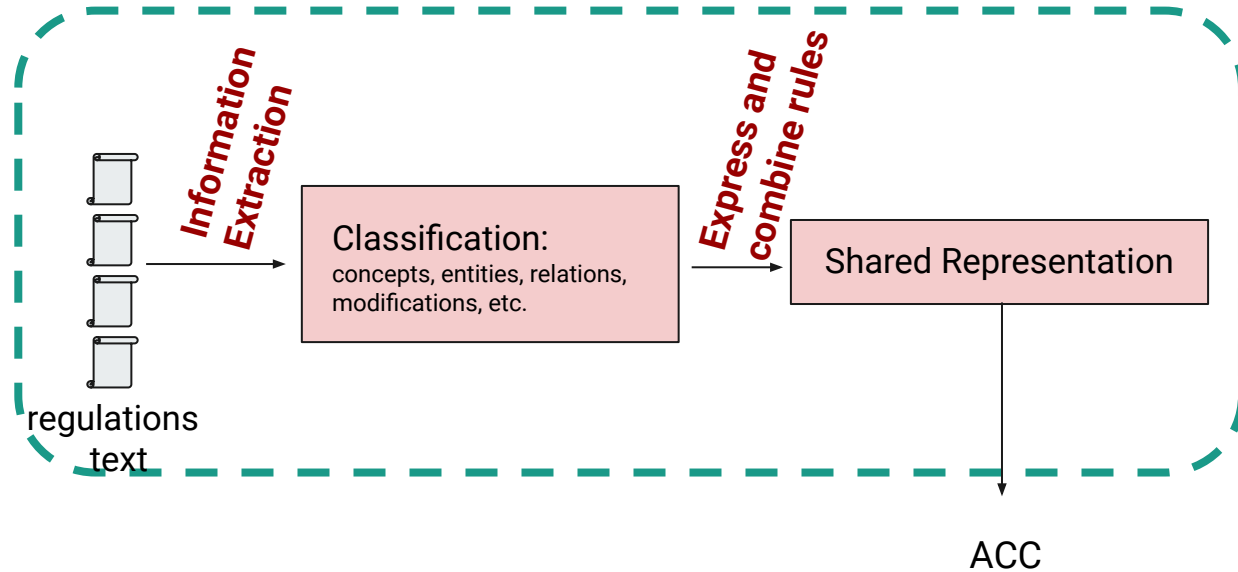 Information
Extraction
Express and
combine rules
Classification:
concepts, entities, relations,
modifications, etc.
Shared Representation
regulations
text
ACC